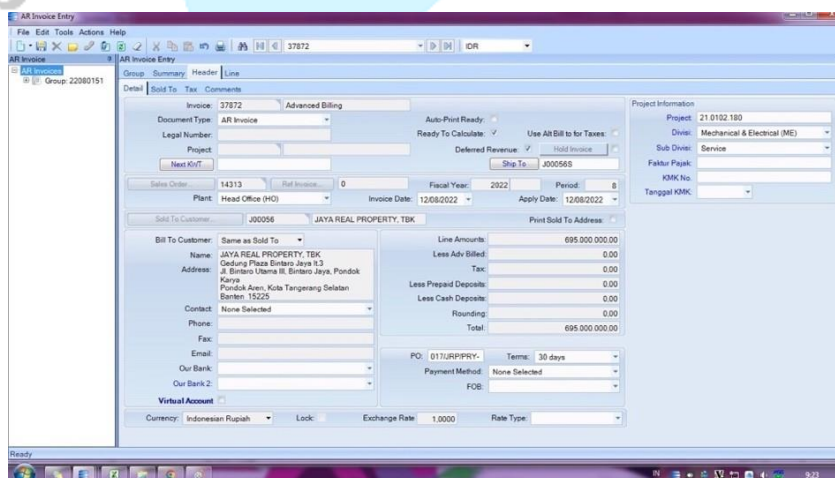 AR Invoice Entry
File Edit Tools Actions Help
37872 IDR
AR Invoice AR Invoice Entry
AR Invoices
Group: 22080151
Group Summary Header Line
Detail Sold To Tax Comments
Invoice: 37872 Advanced Billing
Document Type: AR Invoice
Auto-Print Ready:
Legal Number:
Ready To Calculate: Use Alt Bill to for Taxes:
Project:
Deferred Revenue: Hold Invoice
Next KWT
Ship To J00056S
Sales Order... 14313 Ref Invoice... 0
Fiscal Year: 2022 Period: 8
Plant: Head Office (HO)
Invoice Date: 12/08/2022 Apply Date: 12/08/2022
Sold To Customer... J00056 JAYA REAL PROPERTY, TBK
Print Sold To Address:
Bill To Customer: Same as Sold To
Name: JAYA REAL PROPERTY, TBK
Address: Gedung Plaza Bintaro Jaya lt.3
Jl. Bintaro Utama III, Bintaro Jaya, Pondok
Karya
Pondok Aren, Kota Tangerang Selatan
Banten 15225
Contact: None Selected
Phone:
Fax:
Email:
Our Bank:
Our Bank 2:
Virtual Account
Line Amounts: 695.000.000,00
Less Adv Billed: 0,00
Tax: 0,00
Less Prepaid Deposits: 0,00
Less Cash Deposits: 0,00
Rounding: 0,00
Total: 695.000.000,00
PO: 017/JRP/PRY- Terms: 30 days
Payment Method: None Selected
FOB:
Currency: Indonesian Rupiah Lock: Exchange Rate 1,0000 Rate Type:
Project Information
Project: 21.0102.180
Divisi: Mechanical & Electrical (ME)
Sub Divisi: Service
Faktur Pajak:
KMK No.
Tanggal KMK:
Ready
IN 9:23